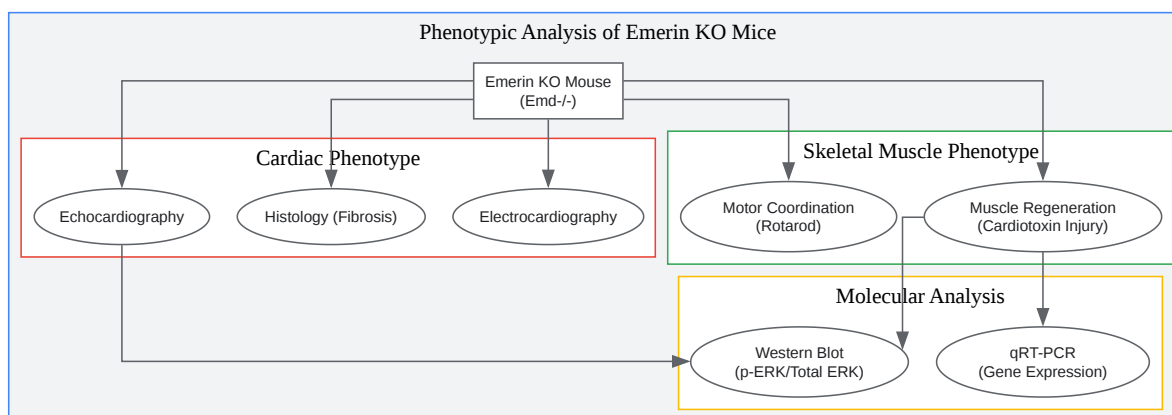 Phenotypic Analysis of Emerin KO Mice
Emerin KO Mouse
(Emd-/-)
Cardiac Phenotype
Skeletal Muscle Phenotype
Echocardiography
Histology (Fibrosis)
Electrocardiography
Motor Coordination
(Rotarod)
Muscle Regeneration
(Cardiotoxin Injury)
Molecular Analysis
Western Blot
(p-ERK/Total ERK)
qRT-PCR
(Gene Expression)